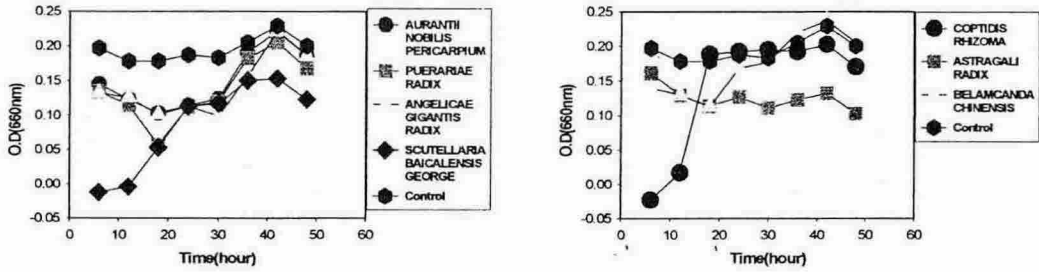 O.D(660nm)
0.25
0.20
0.15
0.10
0.05
0.00
-0.05
0 10 20 30 40 50 60
Time(hour)
AURANTII
NOBILIS
PERICARPIUM
PUERARIAE
RADIX
ANGELICAE
GIGANTIS
RADIX
SCUTELLARIA
BAICALENSIS
GEORGE
Control
O.D(660nm)
0.25
0.20
0.15
0.10
0.05
0.00
0.05
0 10 20 30 40 50 60
Time(hour)
COPTIDIS
RHIZOMA
ASTRAGALI
RADIX
BELAMCANDA
CHINENSIS
Control